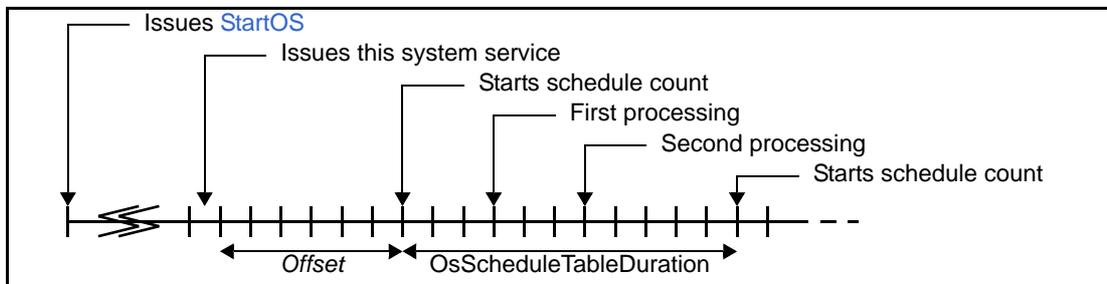 Issues StartOS
Issues this system service
Starts schedule count
First processing
Second processing
Starts schedule count
Offset
OsScheduleTableDuration